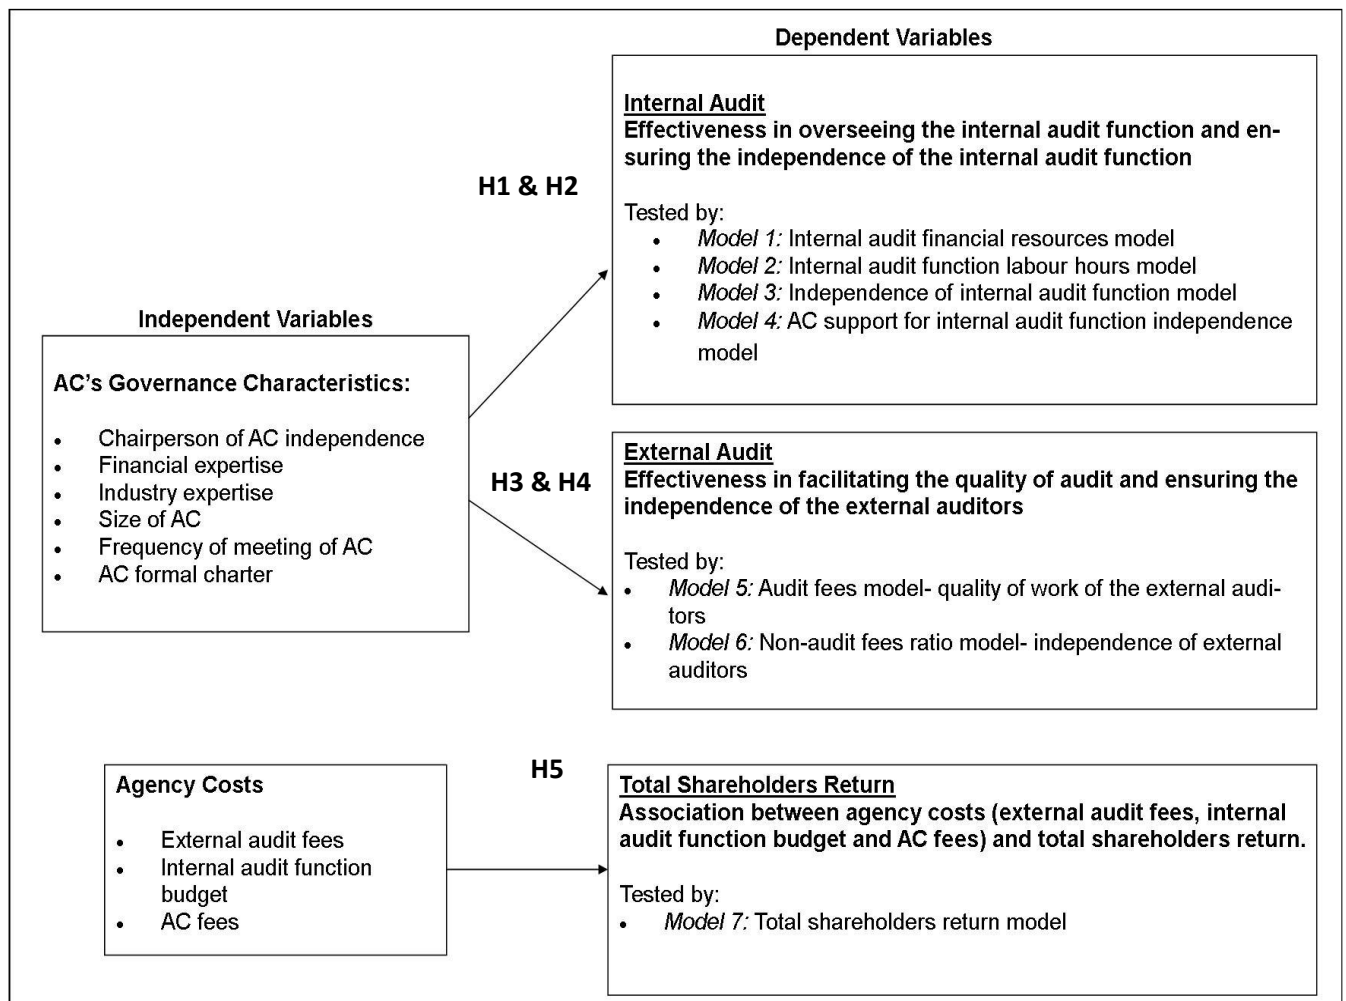 Dependent Variables
Internal Audit
Effectiveness in overseeing the internal audit function and en-
suring the independence of the internal audit function
H1 & H2
Tested by:
• Model 1: Internal audit financial resources model
• Model 2: Internal audit function labour hours model
• Model 3: Independence of internal audit function model
• Model 4: AC support for internal audit function independence
model
Independent Variables
AC’s Governance Characteristics:
• Chairperson of AC independence
• Financial expertise
• Industry expertise
• Size of AC
• Frequency of meeting of AC
• AC formal charter
H3 & H4
External Audit
Effectiveness in facilitating the quality of audit and ensuring the
independence of the external auditors
Tested by:
• Model 5: Audit fees model- quality of work of the external audi-
tors
• Model 6: Non-audit fees ratio model- independence of external
auditors
Agency Costs
• External audit fees
• Internal audit function
budget
• AC fees
H5
Total Shareholders Return
Association between agency costs (external audit fees, internal
audit function budget and AC fees) and total shareholders return.
Tested by:
• Model 7: Total shareholders return model